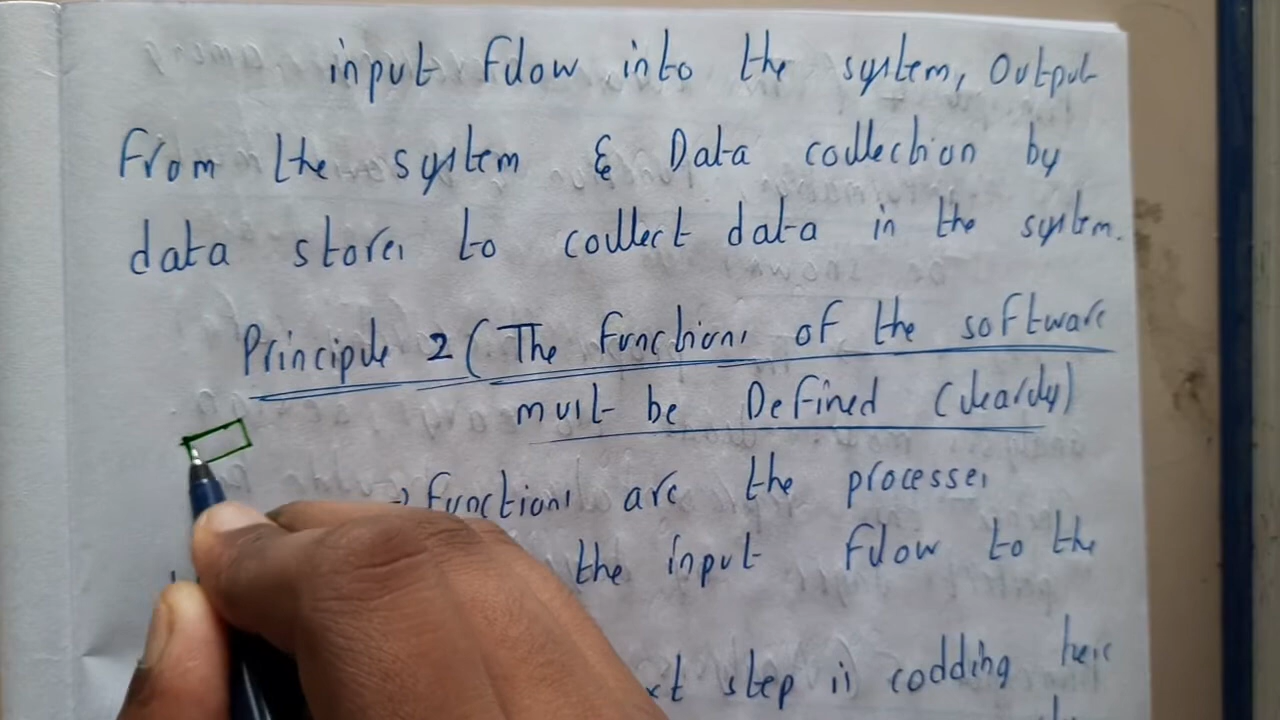 input flow into the system, Output
From the system & Data collection by
data stores to collect data in the system.
Principle 2 (The functions of the software
must be Defined (clearly)
→ functions are the processes
the input flow to the
step is codding here